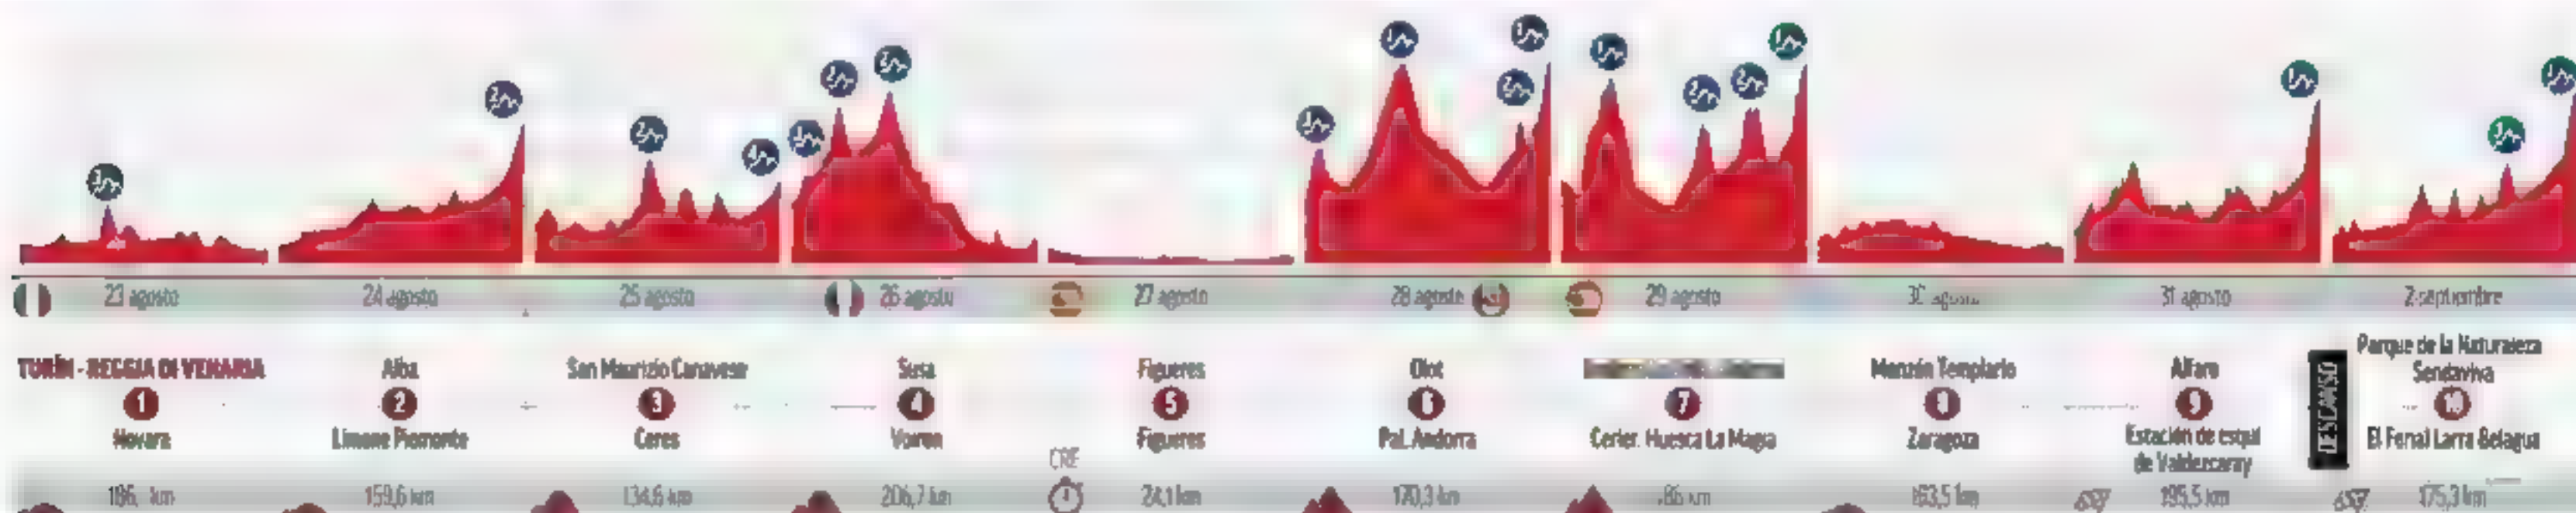 23 agosto
24 agosto
25 agosto
26 agosto
27 agosto
28 agosto
29 agosto
30 agosto
31 agosto
2 septiembre
TURÍN - REGGIA DI VENARIA
1
Novara
Alba
2
Limone Piemonte
San Maurizio Canavese
3
Ceres
Susa
4
Voiron
Figueres
5
Figueres
Olot
6
Pal. Andorra
7
Cerler. Huesca La Magia
Monzón Templario
8
Zaragoza
Alfaro
9
Estación de esquí
de Valdezcaray
DESCANSO
Parque de la Naturaleza
Sendaviva
10
El Ferial Larra Belagua
CRE
186, km
159,6 km
134,6 km
206,7 km
24,1 km
170,3 km
163,5 km
195,5 km
175,3 km